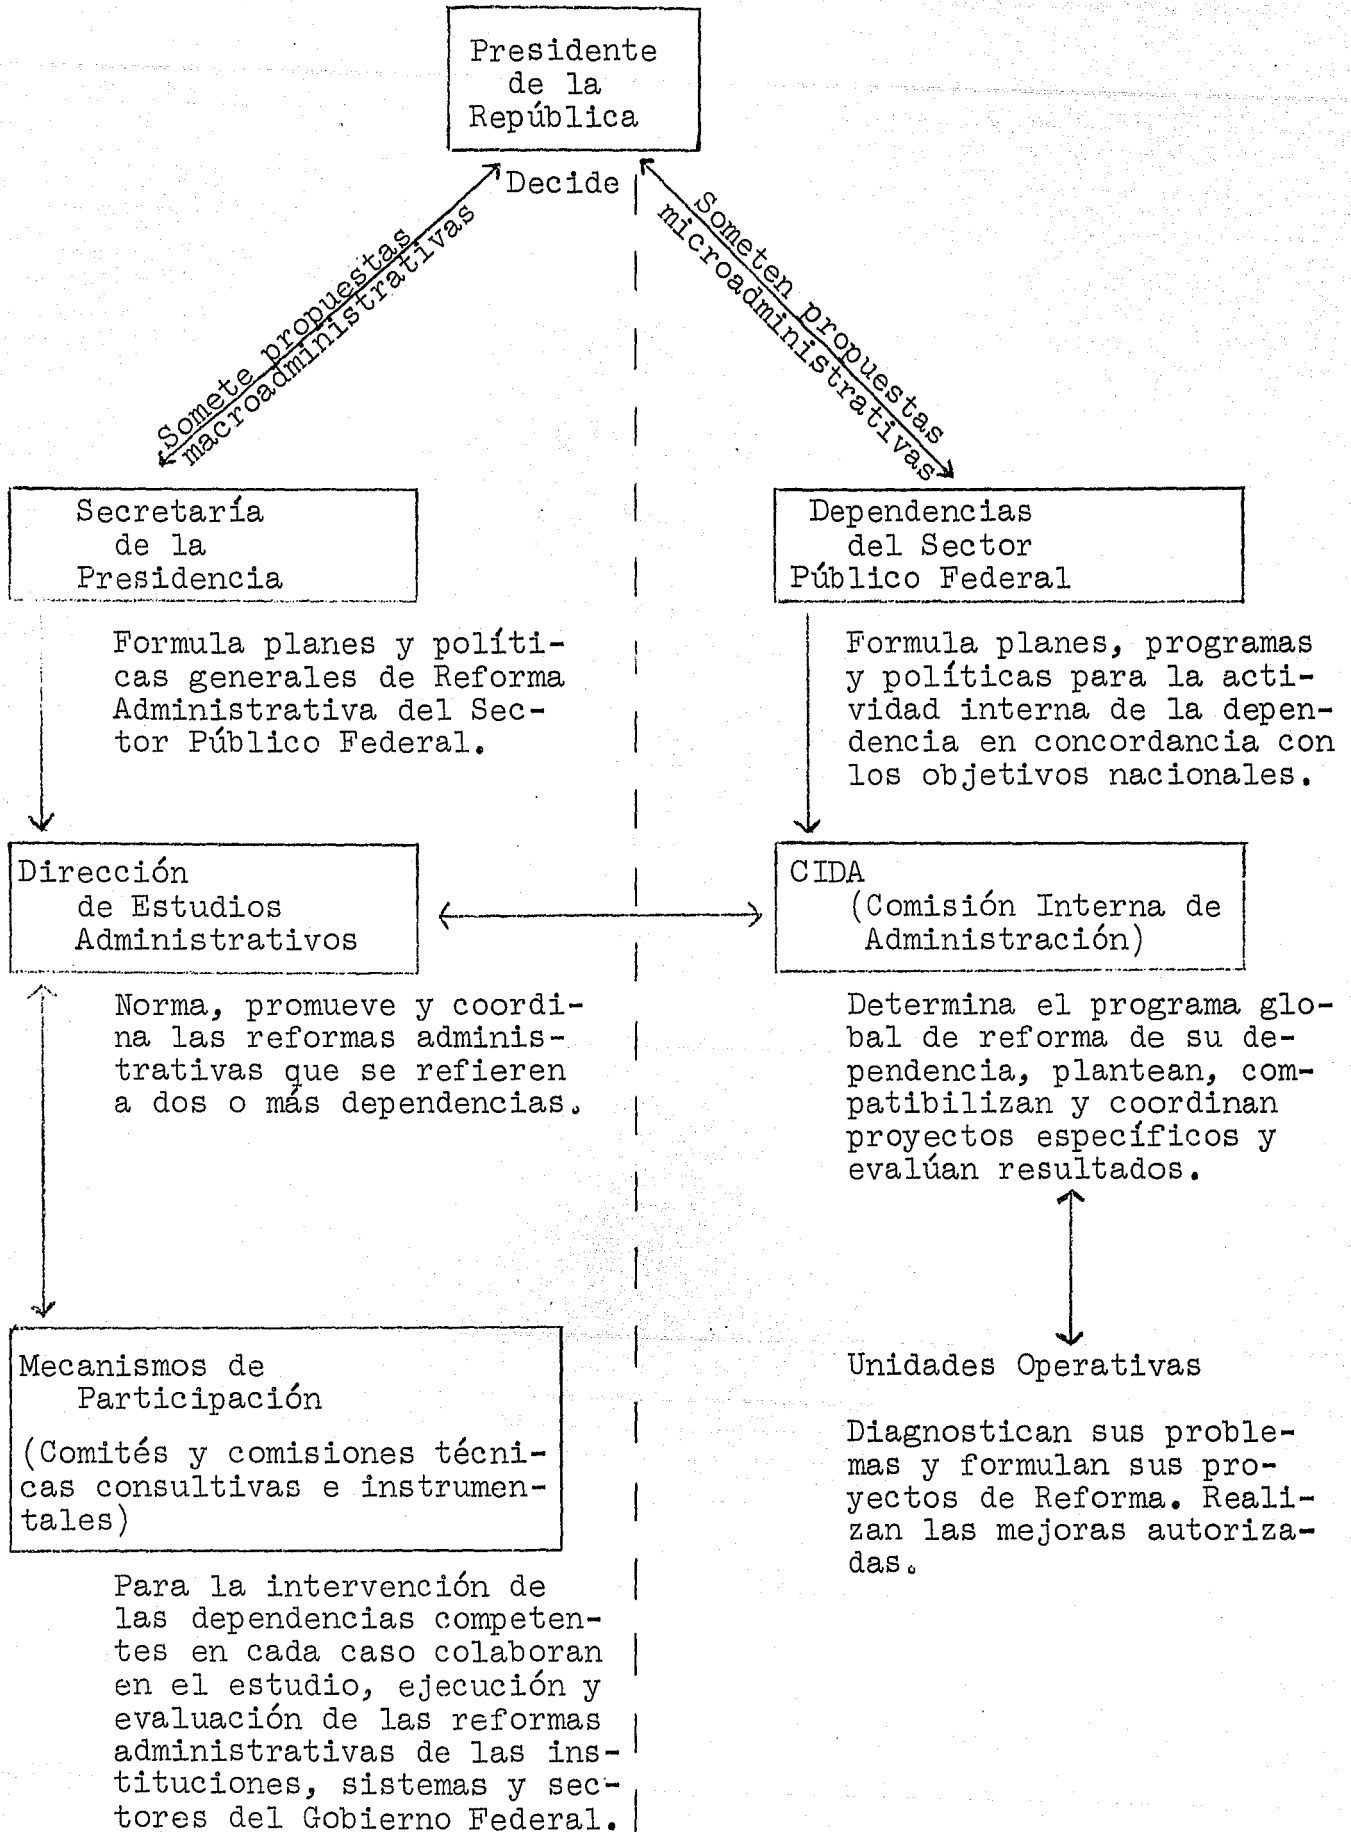 Presidente
de la
República
Decide
Somete propuestas
macroadministrativas
Someten propuestas
microadministrativas
Secretaría
de la
Presidencia
Formula planes y políti-
cas generales de Reforma
Administrativa del Sec-
tor Público Federal.
Dirección
de Estudios
Administrativos
Norma, promueve y coordi-
na las reformas adminis-
trativas que se refieren
a dos o más dependencias.
Mecanismos de
Participación
(Comités y comisiones técni-
cas consultivas e instrumen-
tales)
Para la intervención de
las dependencias competen-
tes en cada caso colaboran
en el estudio, ejecución y
evaluación de las reformas
administrativas de las ins-
tituciones, sistemas y sec-
tores del Gobierno Federal.
Dependencias
del Sector
Público Federal
Formula planes, programas
y políticas para la acti-
vidad interna de la depen-
dencia en concordancia con
los objetivos nacionales.
CIDA
(Comisión Interna de
Administración)
Determina el programa glo-
bal de reforma de su de-
pendencia, plantean, com-
patibilizan y coordinan
proyectos específicos y
evalúan resultados.
Unidades Operativas
Diagnostican sus proble-
mas y formulan sus pro-
yectos de Reforma. Reali-
zan las mejoras autoriza-
das.